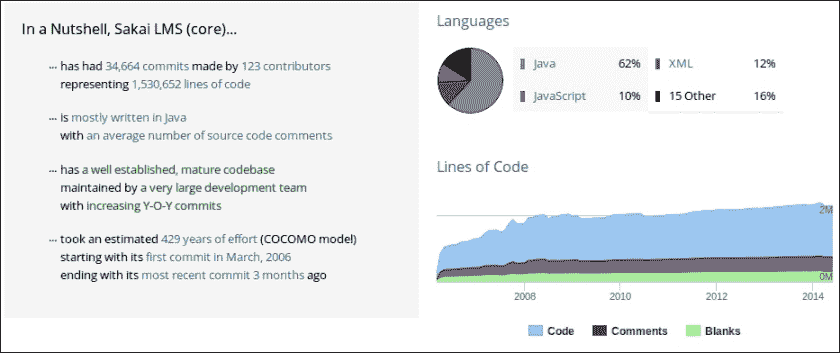 In a Nutshell, Sakai LMS (core)...
... has had 34,664 commits made by 123 contributors
representing 1,530,652 lines of code
... is mostly written in Java
with an average number of source code comments
... has a well established, mature codebase
maintained by a very large development team
with increasing Y-O-Y commits
... took an estimated 429 years of effort (COCOMO model)
starting with its first commit in March, 2006
ending with its most recent commit 3 months ago
Languages
Java 62% XML 12%
JavaScript 10% 15 Other 16%
Lines of Code
2M
0M
2008 2010 2012 2014
Code Comments Blanks